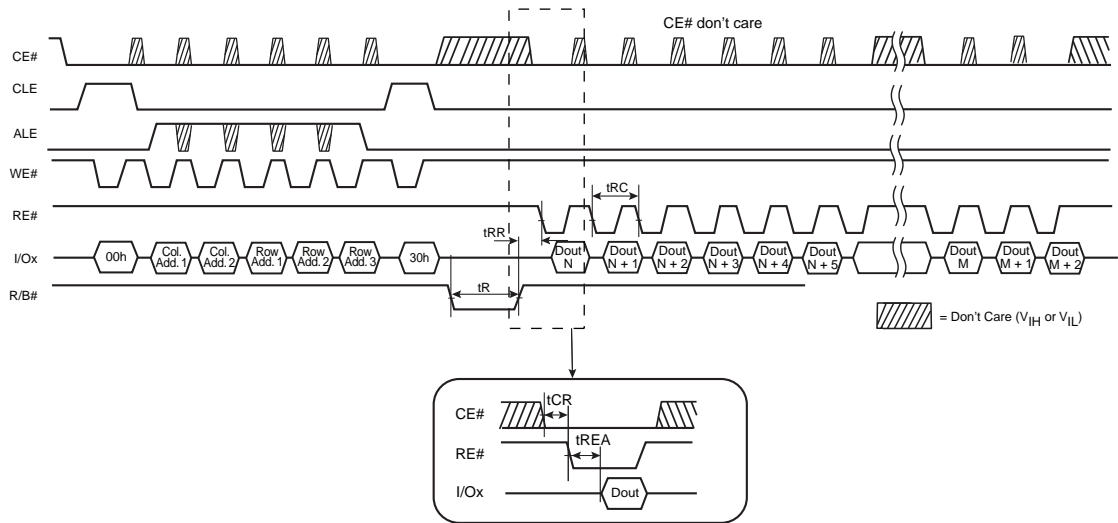 CE# don't care
CE#
CLE
ALE
WE#
tRC
RE#
tRR
I/Ox
00h
Col. Add. 1
Col. Add. 2
Row Add. 1
Row Add. 2
Row Add. 3
30h
Dout N
Dout N + 1
Dout N + 2
Dout N + 3
Dout N + 4
Dout N + 5
Dout M
Dout M + 1
Dout M + 2
R/B#
tR
= Don't Care (VIH or VIL)
tCR
CE#
tREA
RE#
I/Ox
Dout